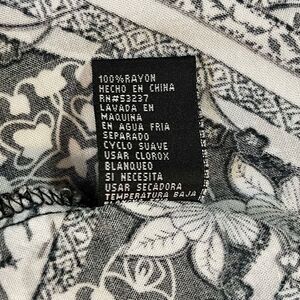 100%RAYON
HECHO EN CHINA
RN#53237
LAVADA EN
MAQUINA
EN AGUA FRIA
SEPARADO
CYCLO SUAVE
USAR CLOROX
BLANQUEO
SI NECESITA
USAR SECADORA
TEMPERATURA BAJA